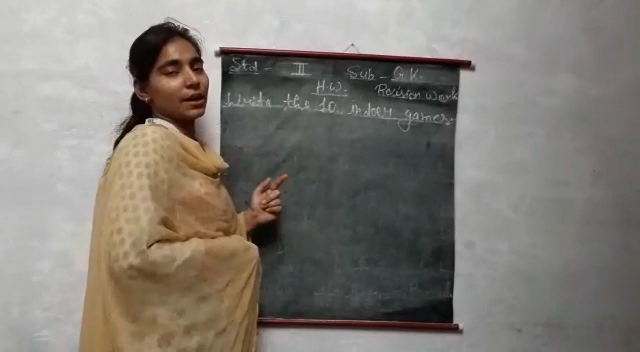 Std - II Sub - G.K.
H.W. Revision work
Write the 10 indoor games.